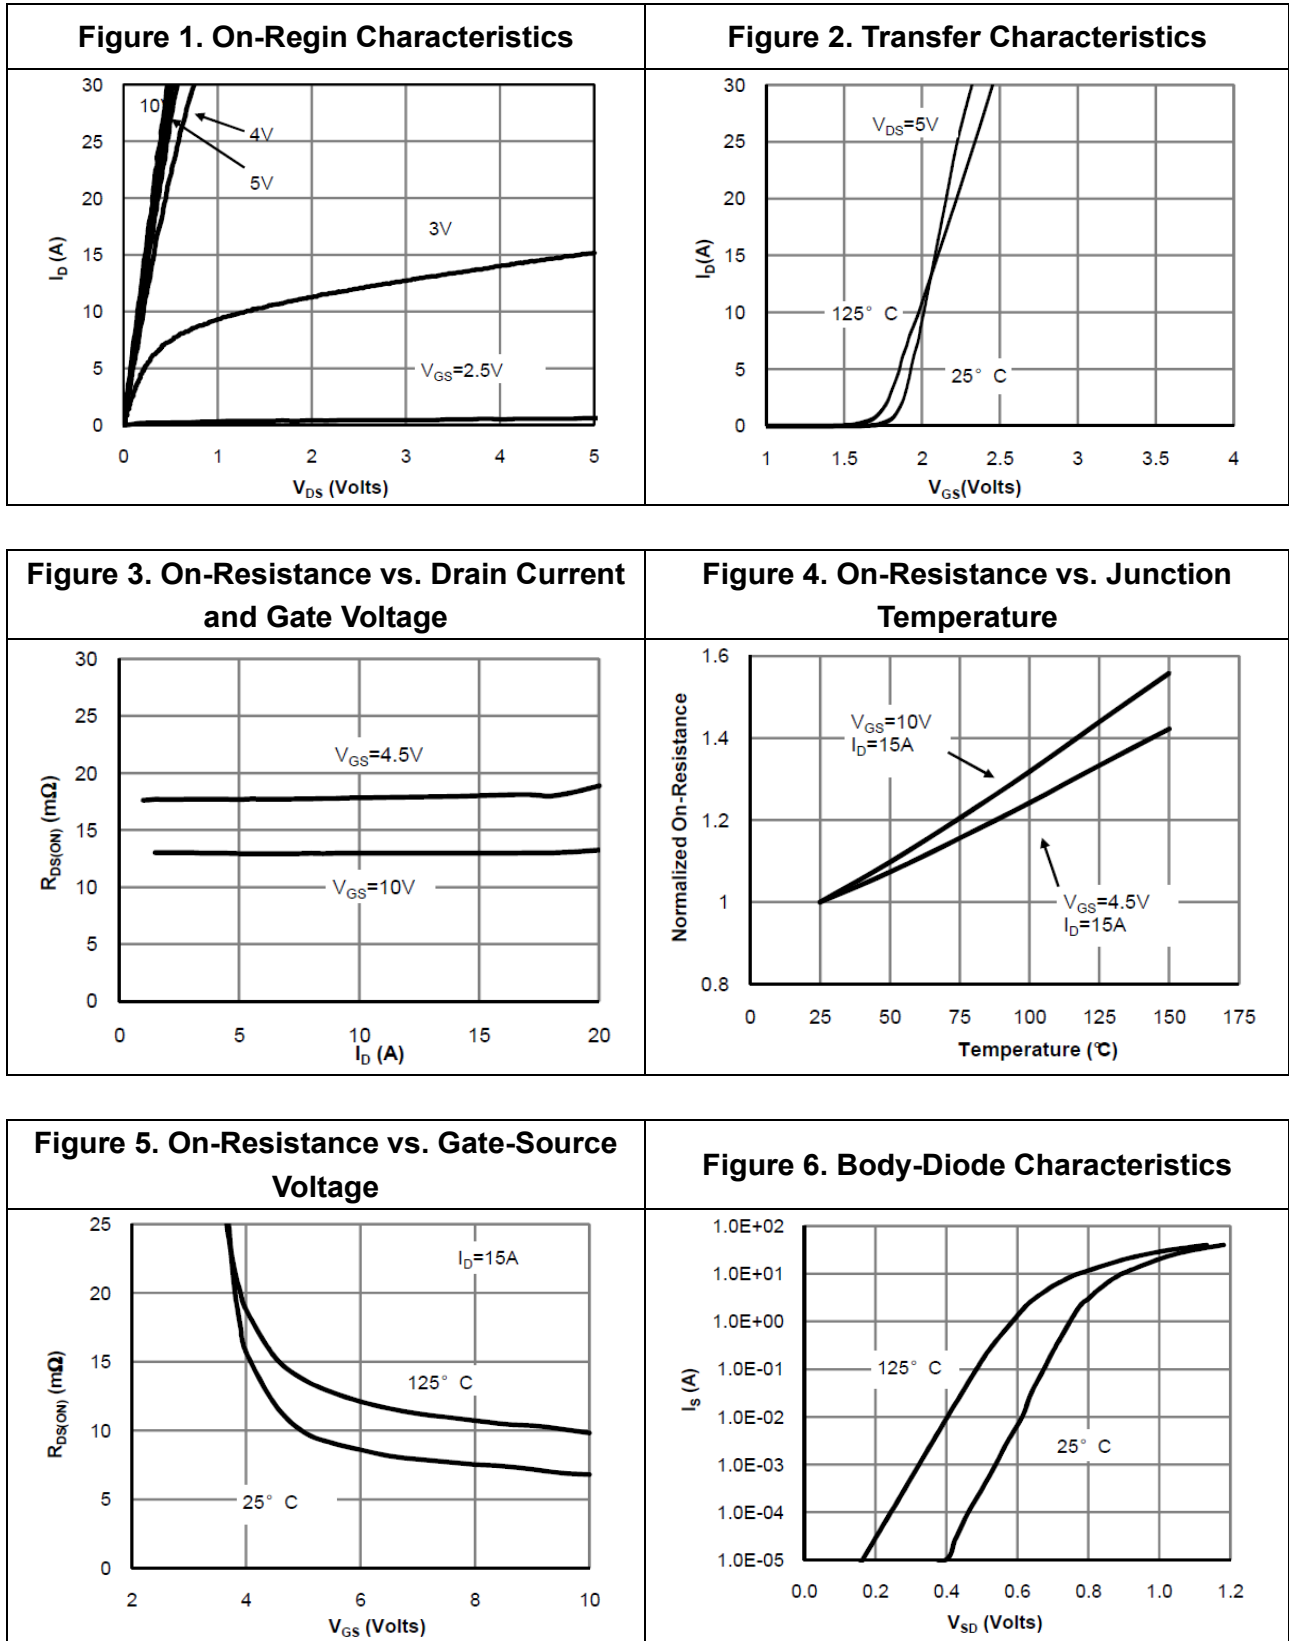 Figure 1. On-Regin Characteristics
Figure 2. Transfer Characteristics
30
25
20
15
10
5
0
I_D (A)
10V
4V
5V
3V
V_GS=2.5V
0 1 2 3 4 5
V_DS (Volts)
30
25
20
15
10
5
0
I_D(A)
V_DS=5V
125° C
25° C
1 1.5 2 2.5 3 3.5 4
V_GS(Volts)
Figure 3. On-Resistance vs. Drain Current
and Gate Voltage
Figure 4. On-Resistance vs. Junction
Temperature
30
25
20
15
10
5
0
R_DS(ON) (mΩ)
V_GS=4.5V
V_GS=10V
0 5 10 15 20
I_D (A)
1.6
1.4
1.2
1
0.8
Normalized On-Resistance
V_GS=10V
I_D=15A
V_GS=4.5V
I_D=15A
0 25 50 75 100 125 150 175
Temperature (℃)
Figure 5. On-Resistance vs. Gate-Source
Voltage
Figure 6. Body-Diode Characteristics
25
20
15
10
5
0
R_DS(ON) (mΩ)
I_D=15A
125° C
25° C
2 4 6 8 10
V_GS (Volts)
1.0E+02
1.0E+01
1.0E+00
1.0E-01
1.0E-02
1.0E-03
1.0E-04
1.0E-05
I_S (A)
125° C
25° C
0.0 0.2 0.4 0.6 0.8 1.0 1.2
V_SD (Volts)